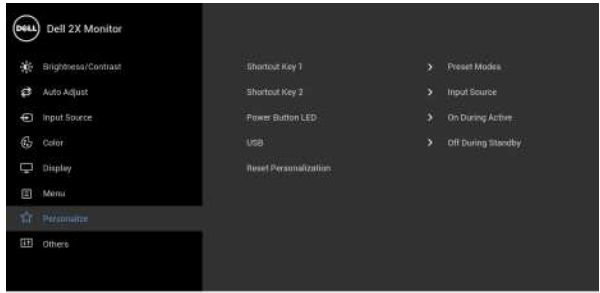 DELL
Dell 2X Monitor
Brightness/Contrast
Auto Adjust
Input Source
Color
Display
Menu
Personalize
Others
Shortcut Key 1 Preset Modes
Shortcut Key 2 Input Source
Power Button LED On During Active
USB Off During Standby
Reset Personalization